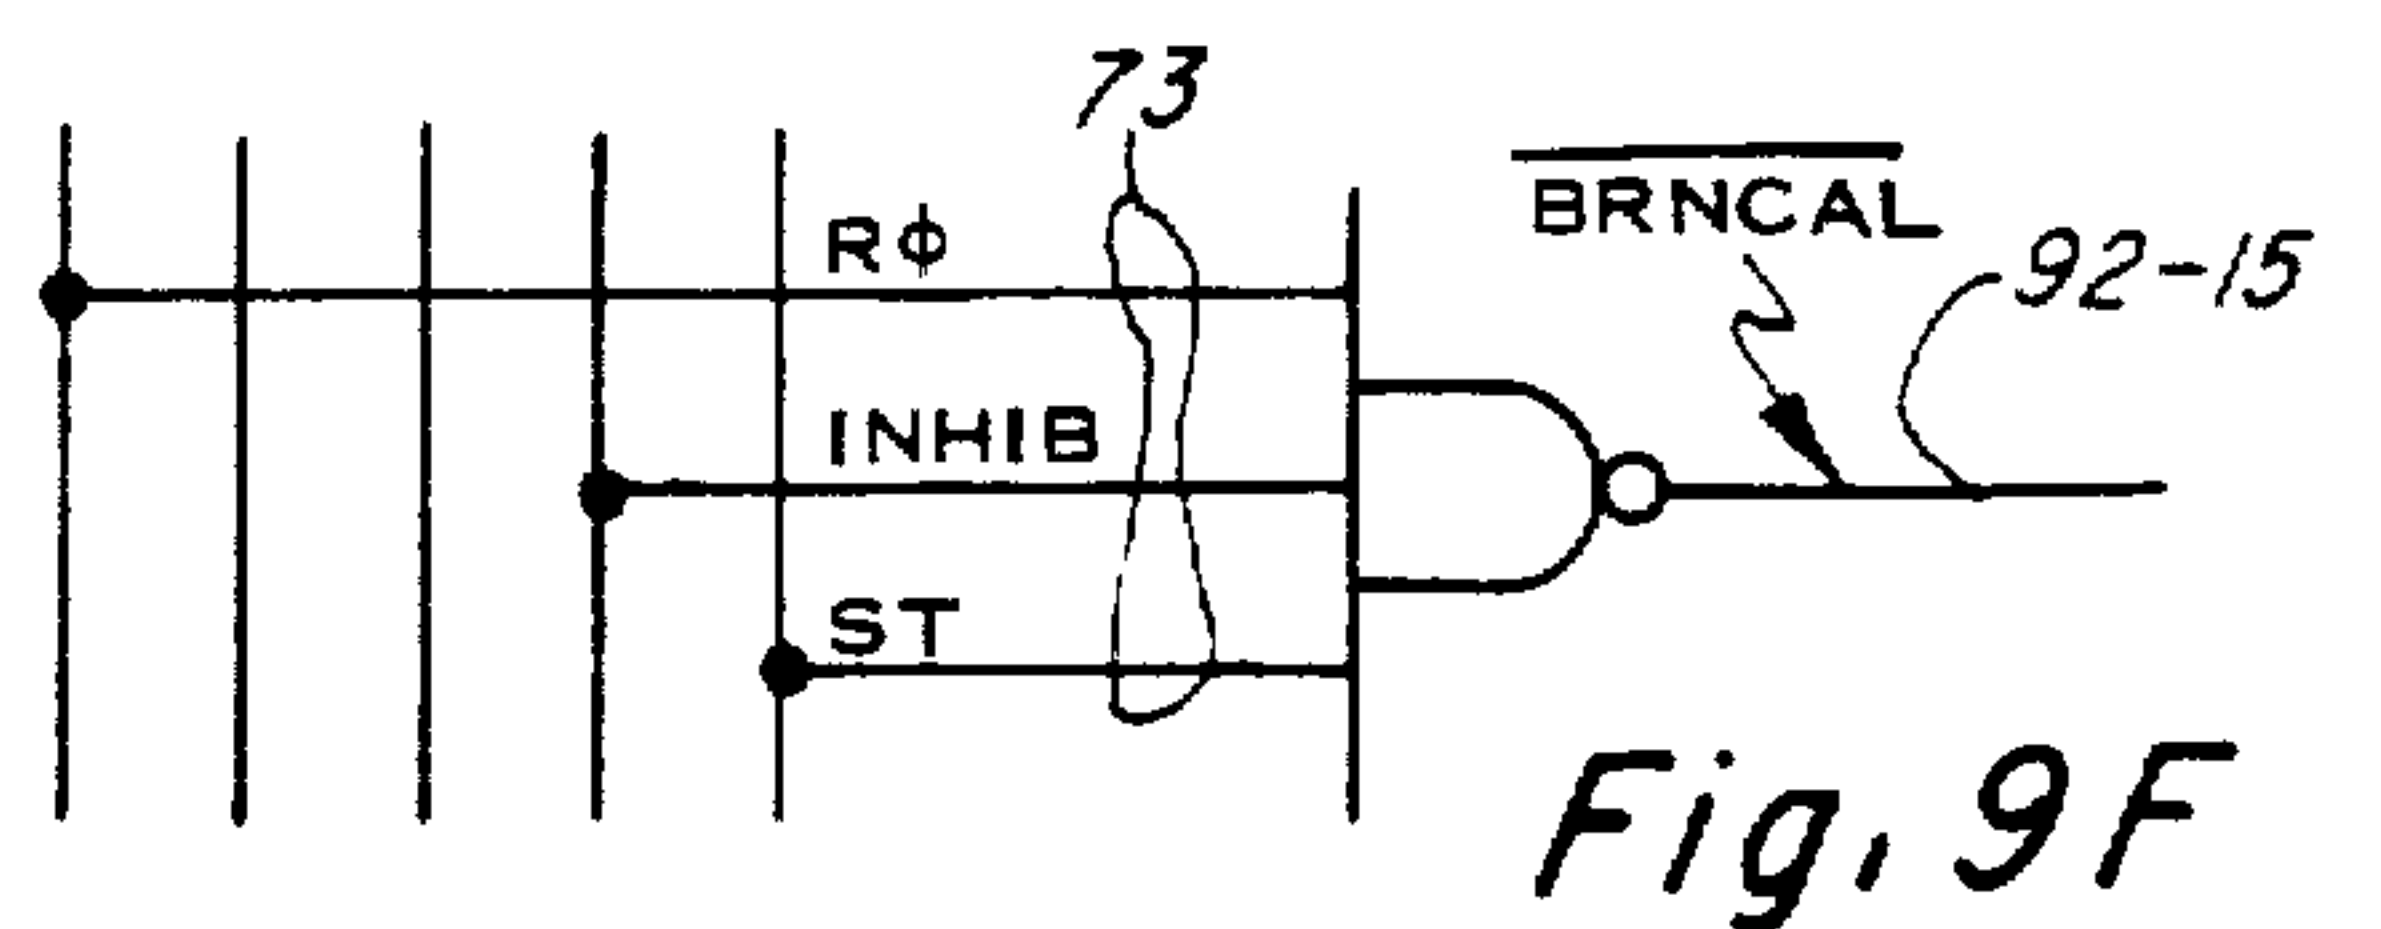 73
BRNCAL
RΦ
92-15
INHIB
ST
Fig. 9F